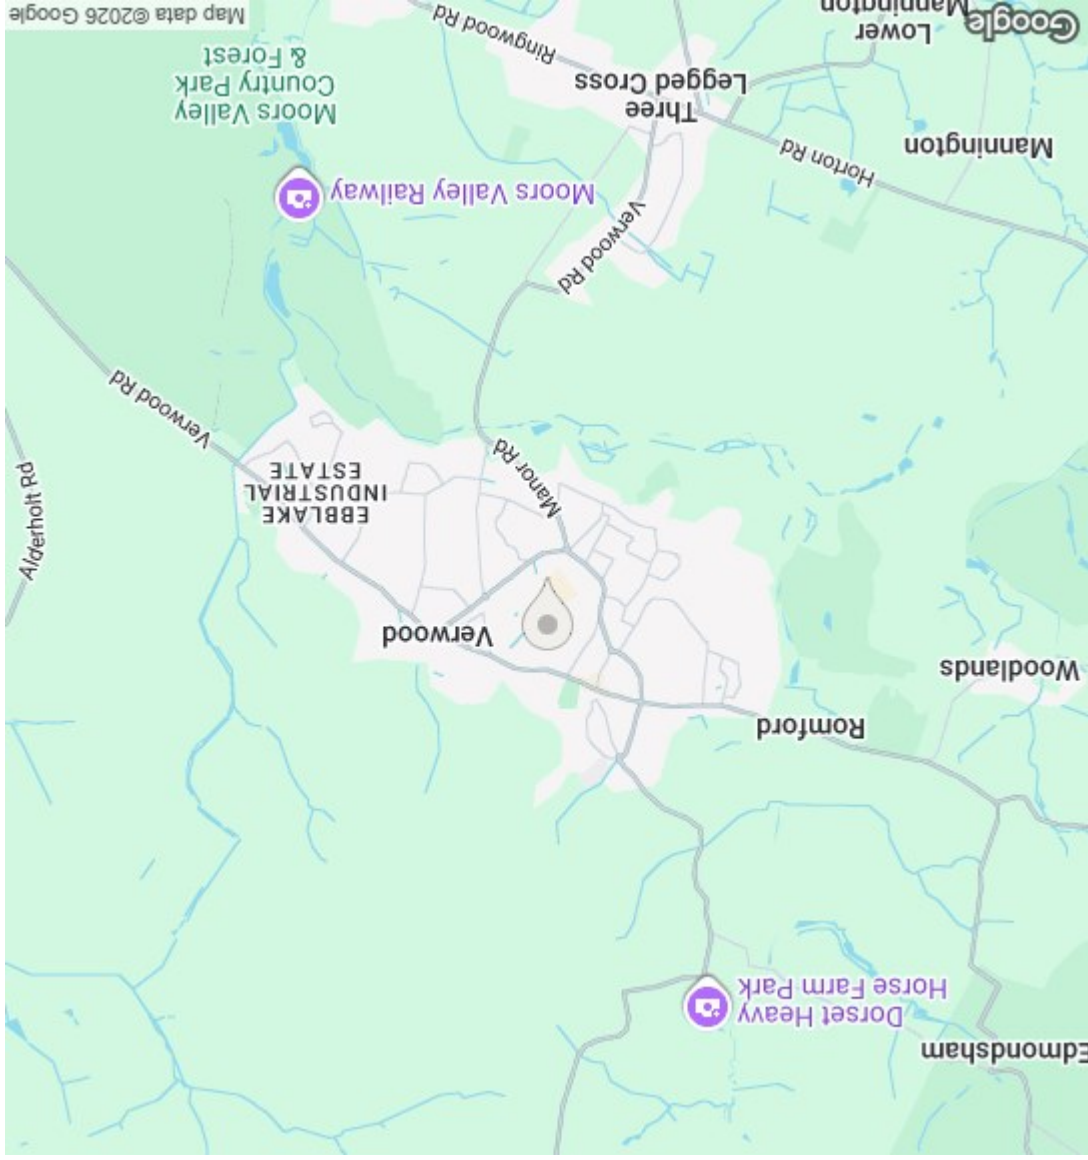 Edmondsham
Dorset Heavy
Horse Farm Park
Romford
Woodlands
Verwood
EBBLAKE
INDUSTRIAL
ESTATE
Alderholt Rd
Manor Rd
Verwood Rd
Verwood Rd
Moors Valley Railway
Horton Rd
Mannington
Three
Legged Cross
Moors Valley
Country Park
& Forest
Ringwood Rd
Lower
Mannington
Google
Map data ©2026 Google